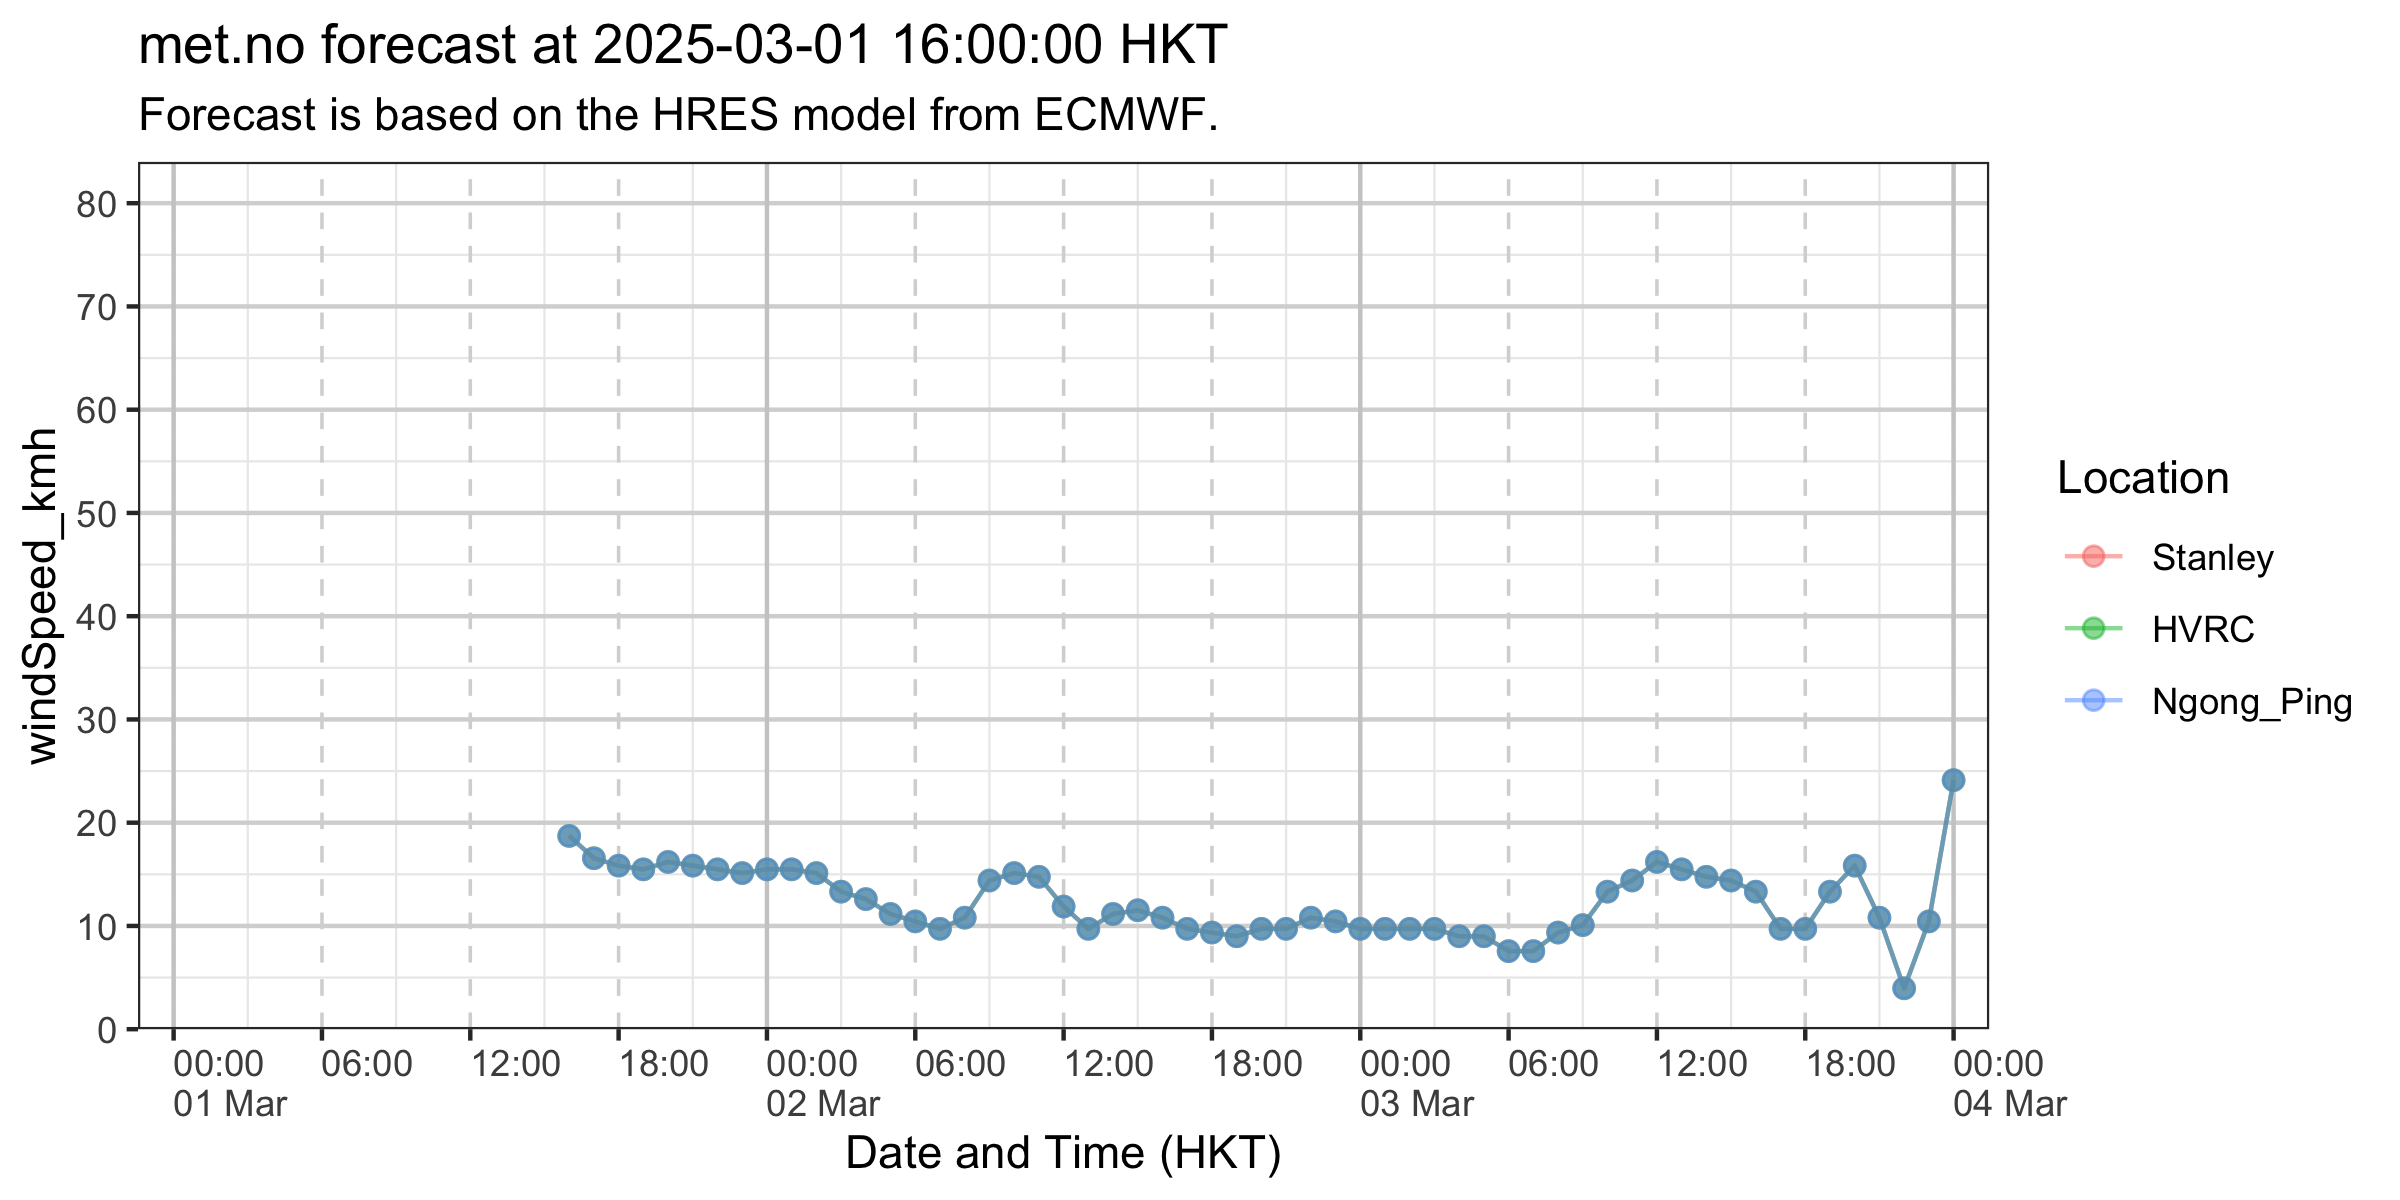 met.no forecast at 2025-03-01 16:00:00 HKT
Forecast is based on the HRES model from ECMWF.
windSpeed_kmh
80
70
60
50
40
30
20
10
0
00:00 06:00 12:00 18:00 00:00 06:00 12:00 18:00 00:00 06:00 12:00 18:00 00:00
01 Mar 02 Mar 03 Mar 04 Mar
Date and Time (HKT)
Location
Stanley
HVRC
Ngong_Ping